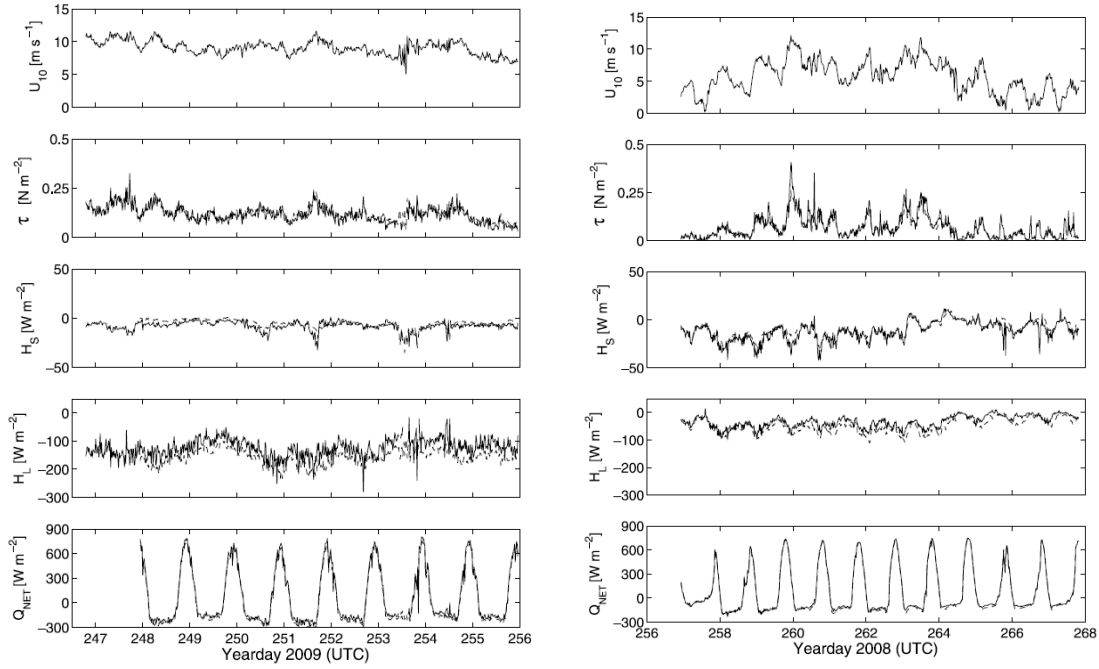 15
10
5
0
U10 [m s−1]
0.5
0.25
0
τ [N m−2]
50
0
−50
HS [W m−2]
0
−100
−200
−300
HL [W m−2]
900
600
300
0
−300
QNET [W m−2]
247 248 249 250 251 252 253 254 255 256
Yearday 2009 (UTC)
15
10
5
0
U10 [m s−1]
0.5
0.25
0
τ [N m−2]
50
0
−50
HS [W m−2]
0
−100
−200
−300
HL [W m−2]
900
600
300
0
−300
QNET [W m−2]
256 258 260 262 264 266 268
Yearday 2008 (UTC)